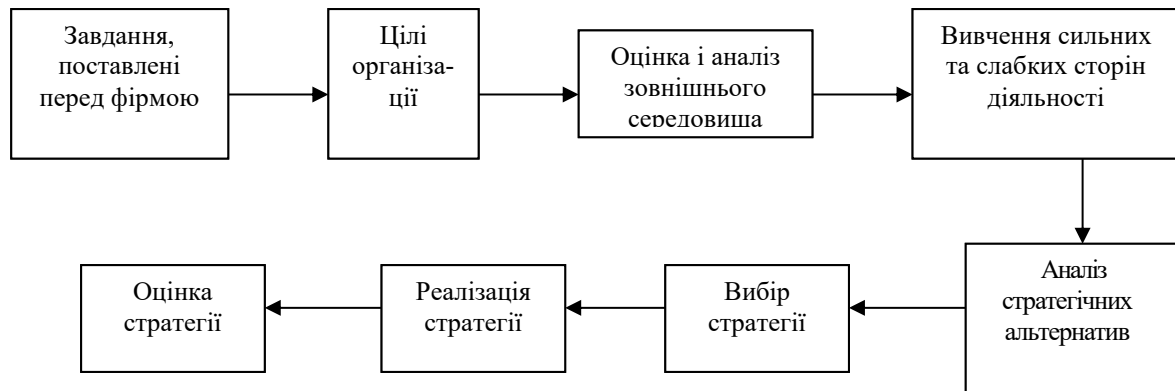 Завдання,
поставлені
перед фірмою
Цілі
організа-
ції
Оцінка і аналіз
зовнішнього
середовища
Вивчення сильних
та слабких сторін
діяльності
Аналіз
стратегічних
альтернатив
Вибір
стратегії
Реалізація
стратегії
Оцінка
стратегії